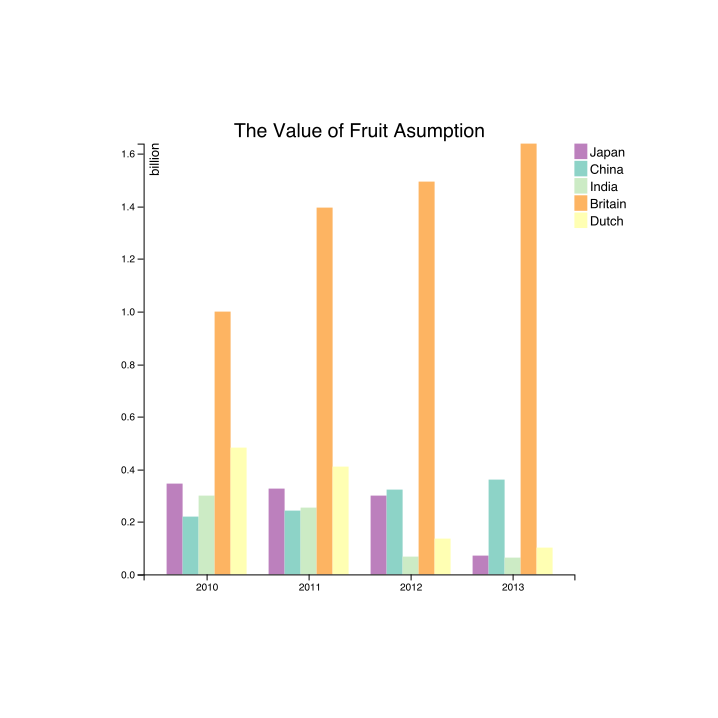 The Value of Fruit Asumption
billion
1.6
1.4
1.2
1.0
0.8
0.6
0.4
0.2
0.0
2010
2011
2012
2013
Japan
China
India
Britain
Dutch